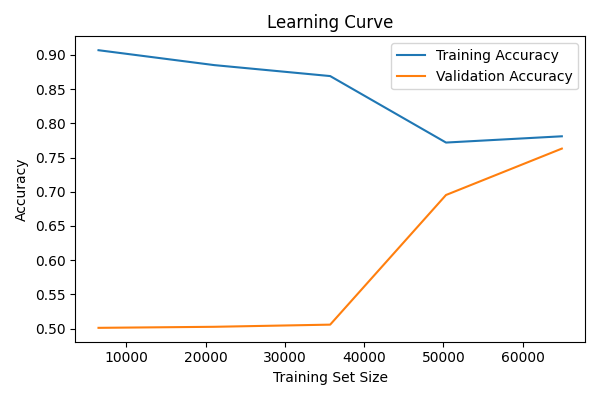 Learning Curve
Training Accuracy
Validation Accuracy
0.90
0.85
0.80
0.75
0.70
0.65
0.60
0.55
0.50
Accuracy
10000 20000 30000 40000 50000 60000
Training Set Size